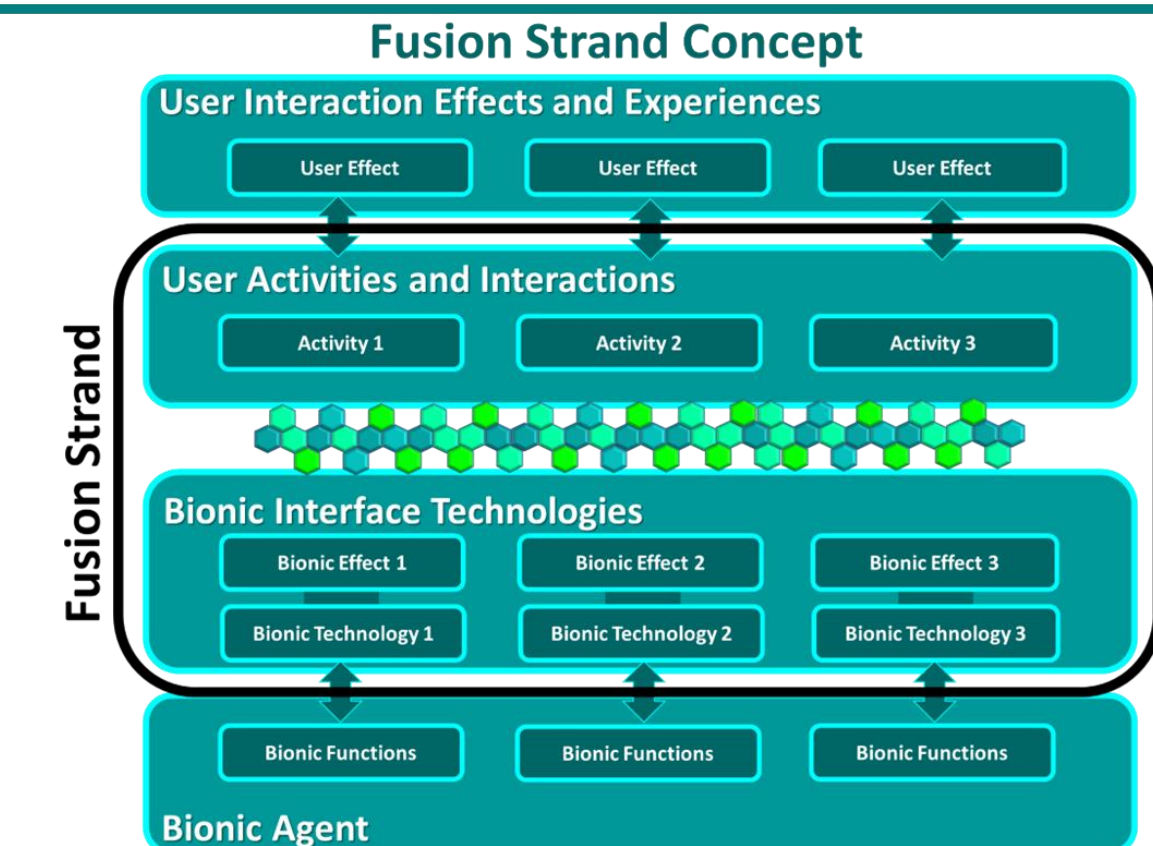 Fusion Strand Concept
User Interaction Effects and Experiences
User Effect
User Effect
User Effect
Fusion Strand
User Activities and Interactions
Activity 1
Activity 2
Activity 3
Bionic Interface Technologies
Bionic Effect 1
Bionic Effect 2
Bionic Effect 3
Bionic Technology 1
Bionic Technology 2
Bionic Technology 3
Bionic Functions
Bionic Functions
Bionic Functions
Bionic Agent